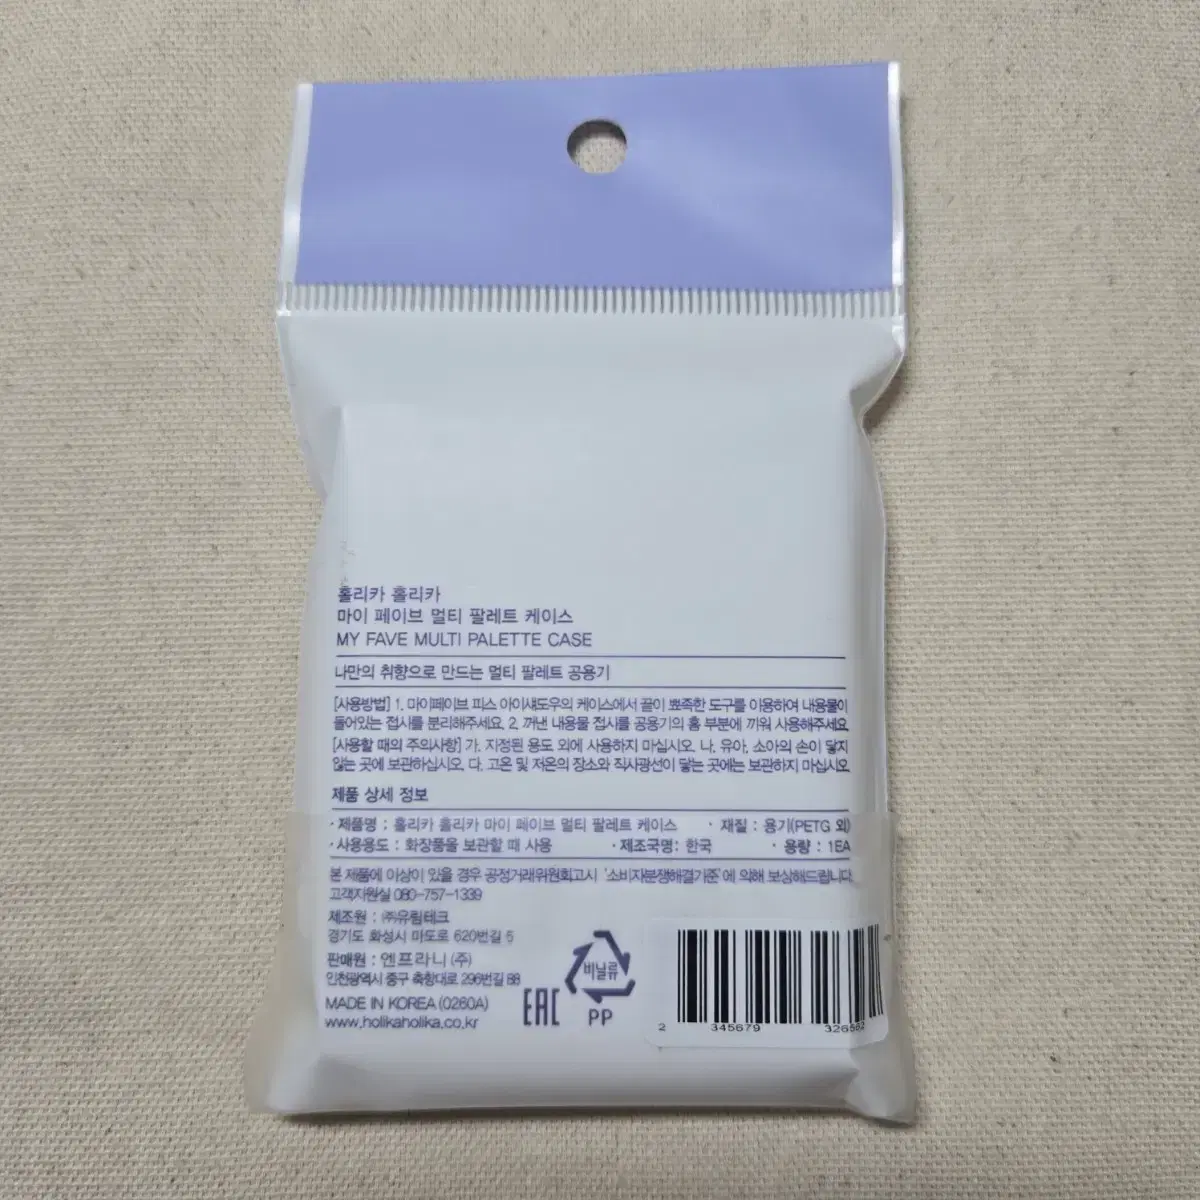 홀리카 홀리카
마이 페이브 멀티 팔레트 케이스
MY FAVE MULTI PALETTE CASE
나만의 취향으로 만드는 멀티 팔레트 공용기
[사용방법] 1. 마이페이브 피스 아이섀도우의 케이스에서 끝이 뾰족한 도구를 이용하여 내용물이
들어있는 접시를 분리해주세요. 2. 꺼낸 내용물 접시를 공용기의 홈 부분에 끼워 사용해주세요.
[사용할 때의 주의사항] 가. 지정된 용도 외에 사용하지 마십시오. 나. 유아, 소아의 손이 닿지
않는 곳에 보관하십시오. 다. 고온 및 저온의 장소와 직사광선이 닿는 곳에는 보관하지 마십시오.
제품 상세 정보
· 제품명 : 홀리카 홀리카 마이 페이브 멀티 팔레트 케이스 · 재질 : 용기(PETG 외)
· 사용용도 : 화장품을 보관할 때 사용 · 제조국명: 한국 · 용량 : 1EA
본 제품에 이상이 있을 경우 공정거래위원회고시 '소비자분쟁해결기준'에 의해 보상해드립니다.
고객지원실 080-757-1339
제조원 : ㈜유림테크
경기도 화성시 마도로 620번길 5
판매원 : 엔프라니 (주)
인천광역시 중구 축항대로 296번길 88
MADE IN KOREA (0260A)
www.holikaholika.co.kr
EAC
비닐류
PP
2 345679